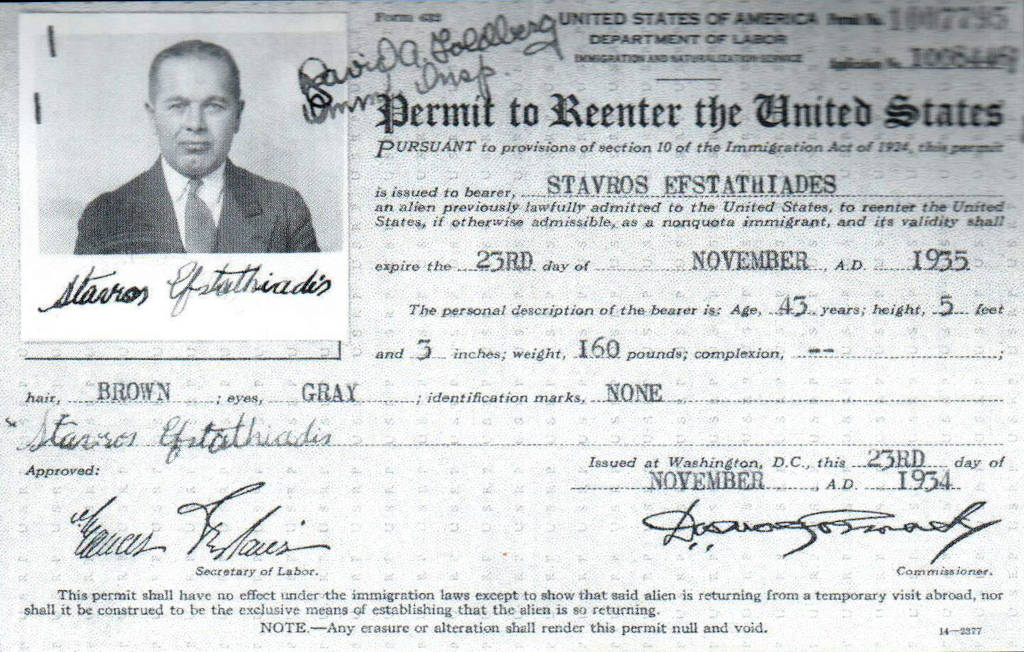 Form 632
David A. Goldberg
Immig. Insp.
UNITED STATES OF AMERICA
DEPARTMENT OF LABOR
IMMIGRATION AND NATURALIZATION SERVICE
Permit No. 1007795
Application No.
Permit to Reenter the United States
PURSUANT to provisions of section 10 of the Immigration Act of 1924, this permit
is issued to bearer, STAVROS EFSTATHIADES
an alien previously lawfully admitted to the United States, to reenter the United
States, if otherwise admissible, as a nonquota immigrant, and its validity shall
expire the 23RD day of NOVEMBER, A.D. 1935
Stavros Efstathiadis
The personal description of the bearer is: Age, 43 years; height, 5 feet
and 3 inches; weight, 160 pounds; complexion, --;
hair, BROWN; eyes, GRAY; identification marks, NONE
Stavros Efstathiadis
Approved:
Issued at Washington, D.C., this 23RD day of
NOVEMBER, A.D. 1934
Frances Perkins
Secretary of Labor.
Commissioner.
This permit shall have no effect under the immigration laws except to show that said alien is returning from a temporary visit abroad, nor
shall it be construed to be the exclusive means of establishing that the alien is so returning.
NOTE.—Any erasure or alteration shall render this permit null and void.
14—2377